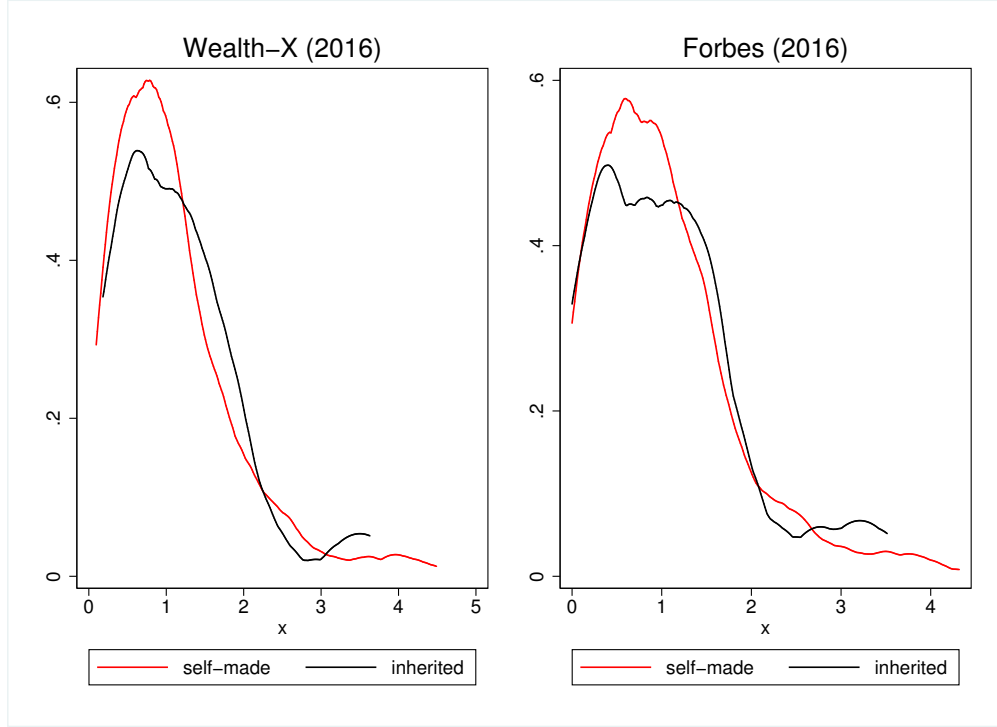 Wealth−X (2016)
0
.2
.4
.6
0 1 2 3 4 5
x
self−made inherited
Forbes (2016)
0
.2
.4
.6
0 1 2 3 4
x
self−made inherited